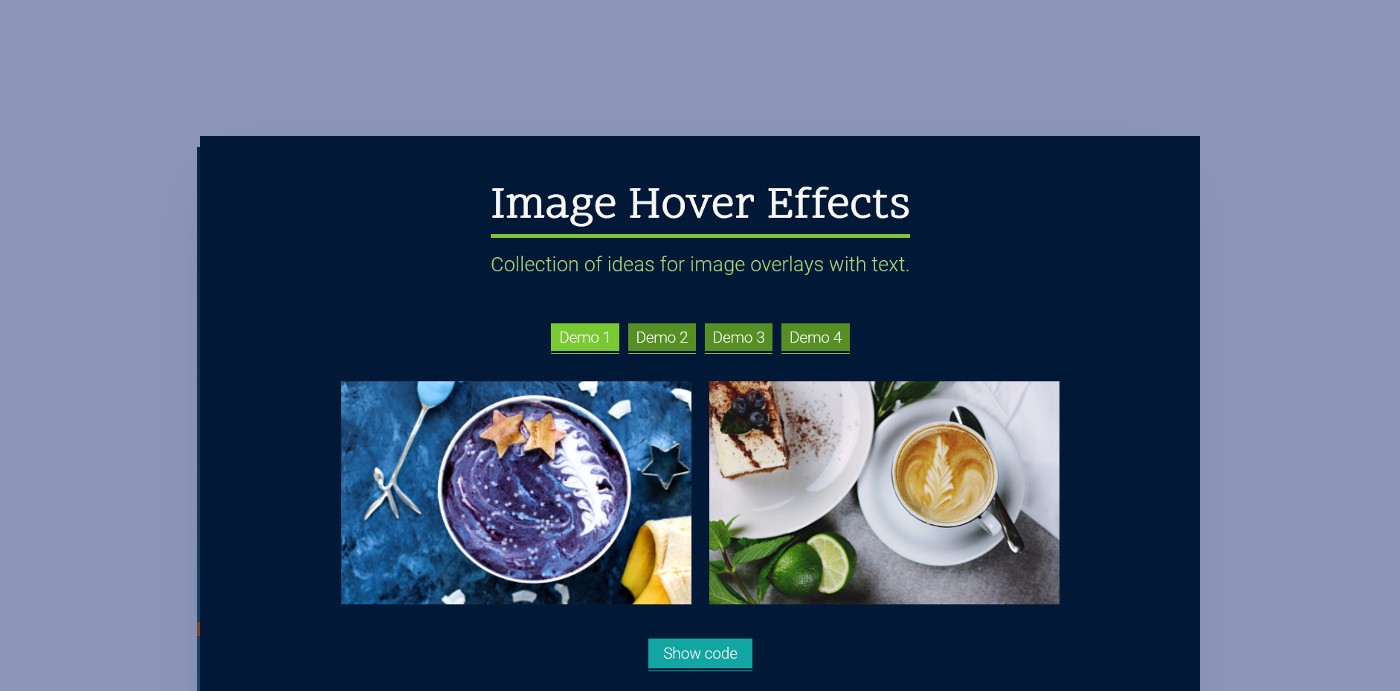 Image Hover Effects
Collection of ideas for image overlays with text.
Demo 1 Demo 2 Demo 3 Demo 4
Show code